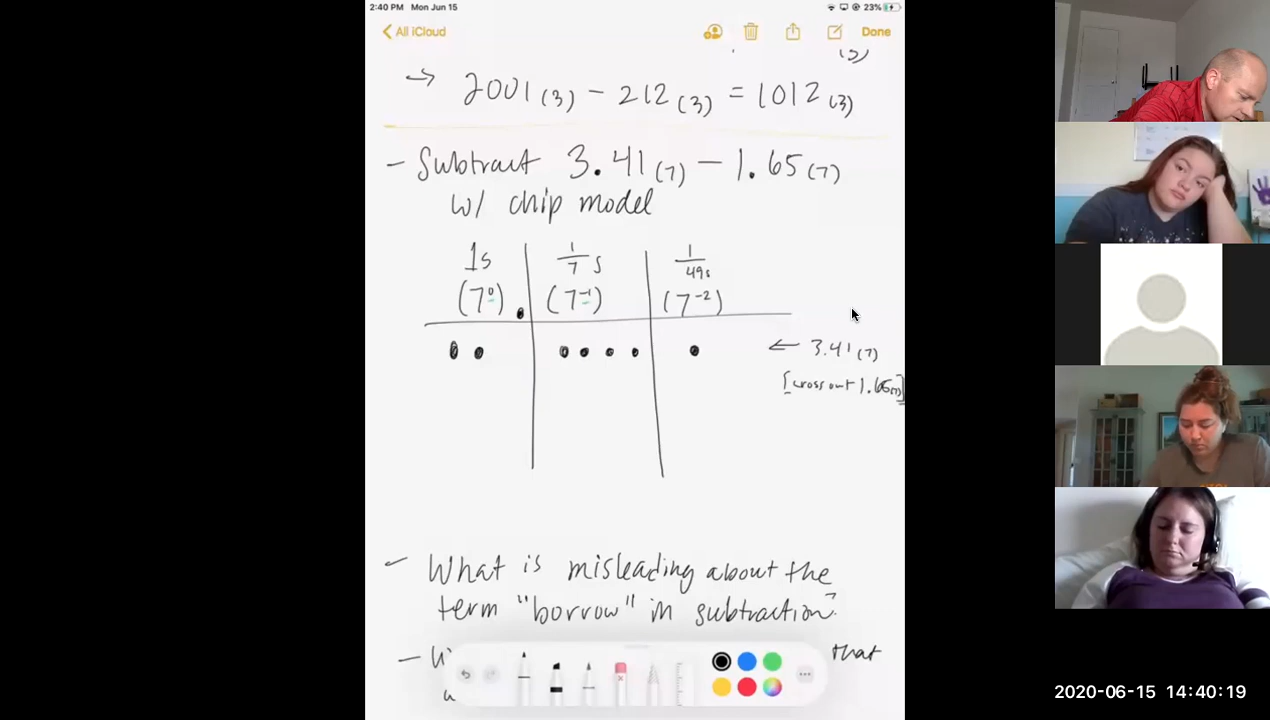 2:40 PM Mon Jun 15
23%
All iCloud
Done
(3)
→ 2001(3) - 212(3) = 1012(3)
- Subtract 3.41(7) - 1.65(7)
w/ chip model
1s 1/7 s 1/49s
(7⁰) . (7⁻¹) (7⁻²)
← 3.41(7)
[cross out 1.65(7)]
- What is misleading about the
term "borrow" in subtraction?
- that
2020-06-15 14:40:19